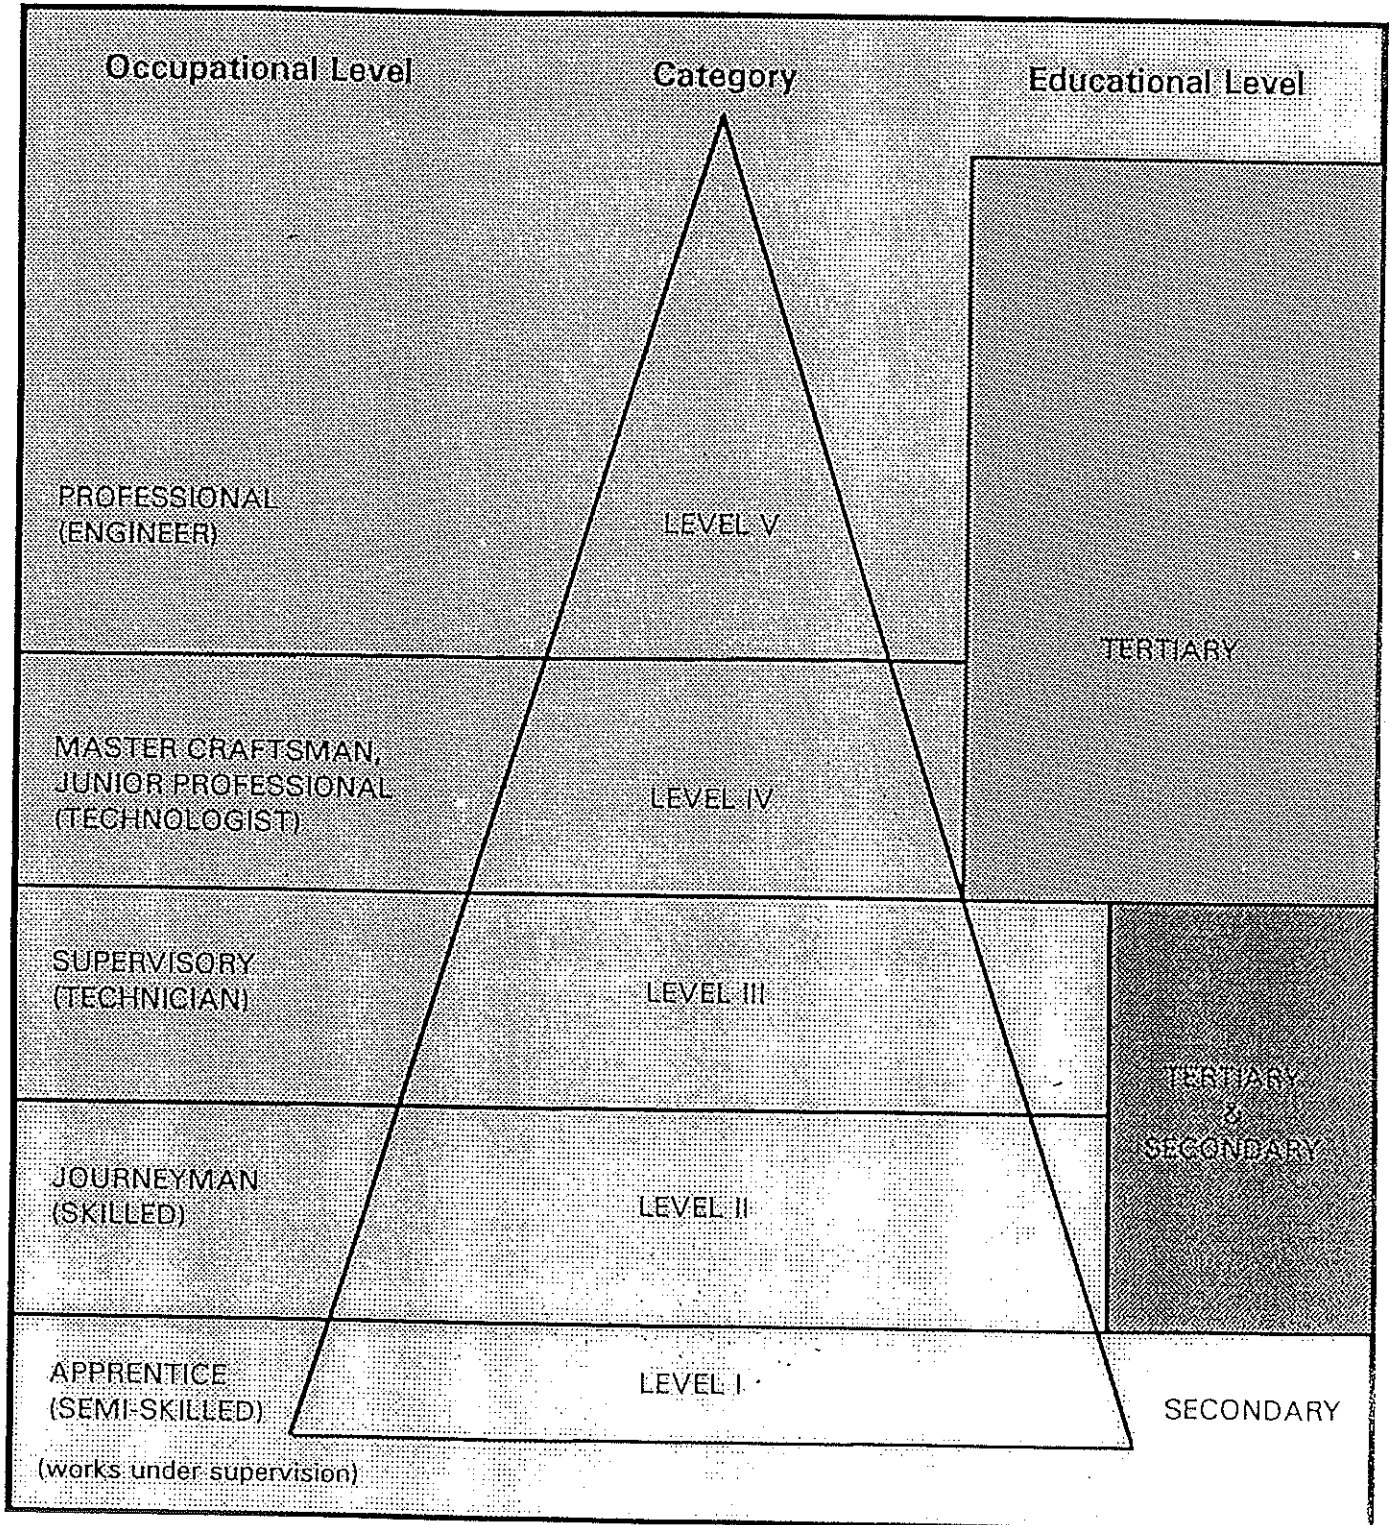 Occupational Level
Category
Educational Level
PROFESSIONAL
(ENGINEER)
LEVEL V
TERTIARY
MASTER CRAFTSMAN,
JUNIOR PROFESSIONAL
(TECHNOLOGIST)
LEVEL IV
SUPERVISORY
(TECHNICIAN)
LEVEL III
TERTIARY
&
SECONDARY
JOURNEYMAN
(SKILLED)
LEVEL II
APPRENTICE
(SEMI-SKILLED)
LEVEL I
SECONDARY
(works under supervision)